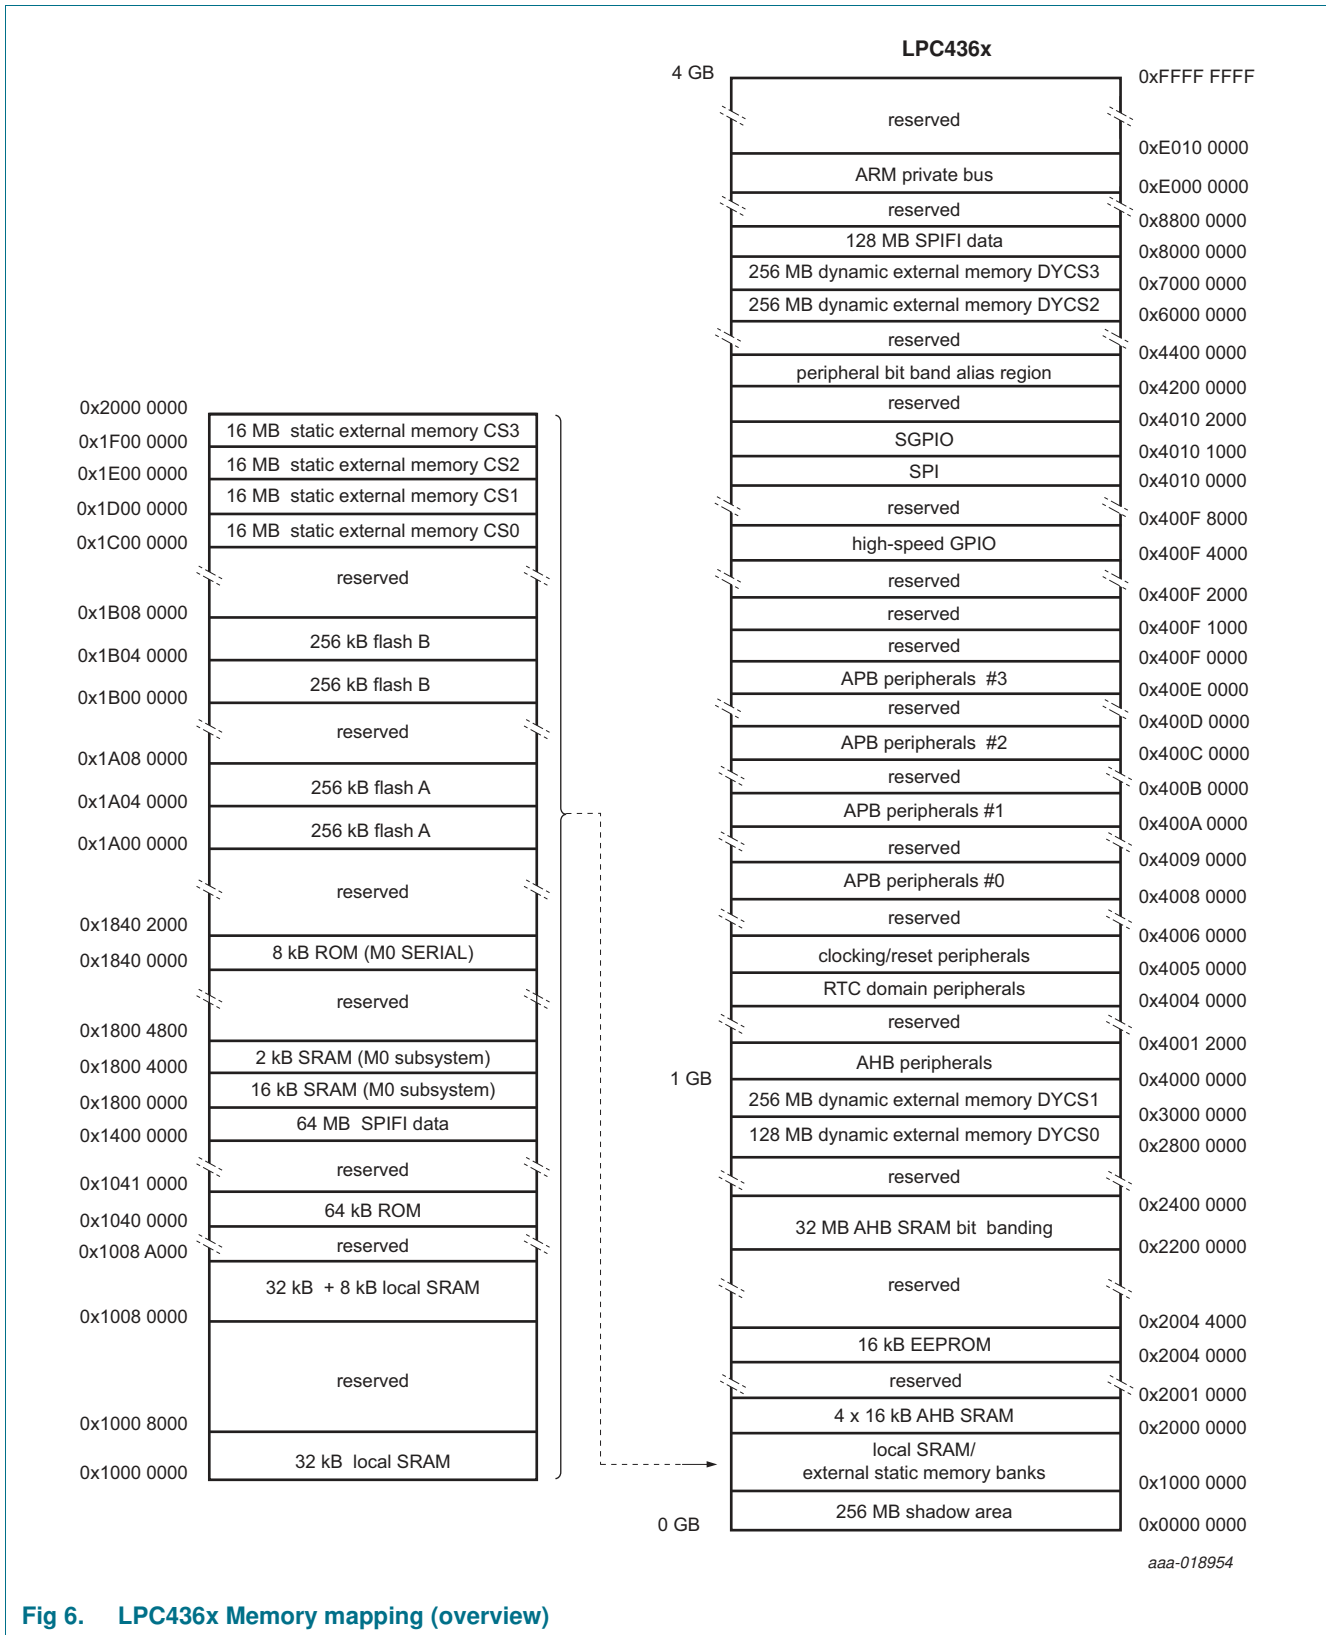 LPC436x
4 GB
0xFFFF FFFF
reserved
0xE010 0000
ARM private bus
0xE000 0000
reserved
0x8800 0000
128 MB SPIFI data
0x8000 0000
256 MB dynamic external memory DYCS3
0x7000 0000
256 MB dynamic external memory DYCS2
0x6000 0000
reserved
0x4400 0000
peripheral bit band alias region
0x4200 0000
reserved
0x4010 2000
SGPIO
0x4010 1000
SPI
0x4010 0000
reserved
0x400F 8000
high-speed GPIO
0x400F 4000
reserved
0x400F 2000
reserved
0x400F 1000
reserved
0x400F 0000
APB peripherals #3
0x400E 0000
reserved
0x400D 0000
APB peripherals #2
0x400C 0000
reserved
0x400B 0000
APB peripherals #1
0x400A 0000
reserved
0x4009 0000
APB peripherals #0
0x4008 0000
reserved
0x4006 0000
clocking/reset peripherals
0x4005 0000
RTC domain peripherals
0x4004 0000
reserved
0x4001 2000
AHB peripherals
1 GB
0x4000 0000
256 MB dynamic external memory DYCS1
0x3000 0000
128 MB dynamic external memory DYCS0
0x2800 0000
reserved
0x2400 0000
32 MB AHB SRAM bit banding
0x2200 0000
reserved
0x2004 4000
16 kB EEPROM
0x2004 0000
reserved
0x2001 0000
4 x 16 kB AHB SRAM
0x2000 0000
local SRAM/
external static memory banks
0x1000 0000
256 MB shadow area
0 GB
0x0000 0000
0x2000 0000
16 MB static external memory CS3
0x1F00 0000
16 MB static external memory CS2
0x1E00 0000
16 MB static external memory CS1
0x1D00 0000
16 MB static external memory CS0
0x1C00 0000
reserved
0x1B08 0000
256 kB flash B
0x1B04 0000
256 kB flash B
0x1B00 0000
reserved
0x1A08 0000
256 kB flash A
0x1A04 0000
256 kB flash A
0x1A00 0000
reserved
0x1840 2000
8 kB ROM (M0 SERIAL)
0x1840 0000
reserved
0x1800 4800
2 kB SRAM (M0 subsystem)
0x1800 4000
16 kB SRAM (M0 subsystem)
0x1800 0000
64 MB SPIFI data
0x1400 0000
reserved
0x1041 0000
64 kB ROM
0x1040 0000
reserved
0x1008 A000
32 kB + 8 kB local SRAM
0x1008 0000
reserved
0x1000 8000
32 kB local SRAM
0x1000 0000
aaa-018954
Fig 6. LPC436x Memory mapping (overview)